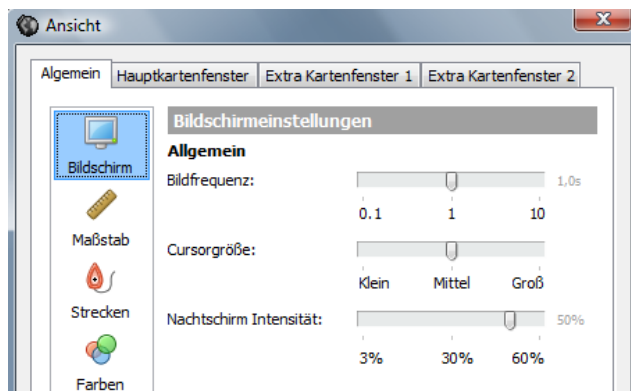 Ansicht
Algemein Hauptkartenfenster Extra Kartenfenster 1 Extra Kartenfenster 2
Bildschirmeinstellungen
Allgemein
Bildschirm
Bildfrequenz: 1,0s
0.1 1 10
Maßstab
Cursorgröße:
Klein Mittel Groß
Strecken
Nachtschirm Intensität: 50%
3% 30% 60%
Farben